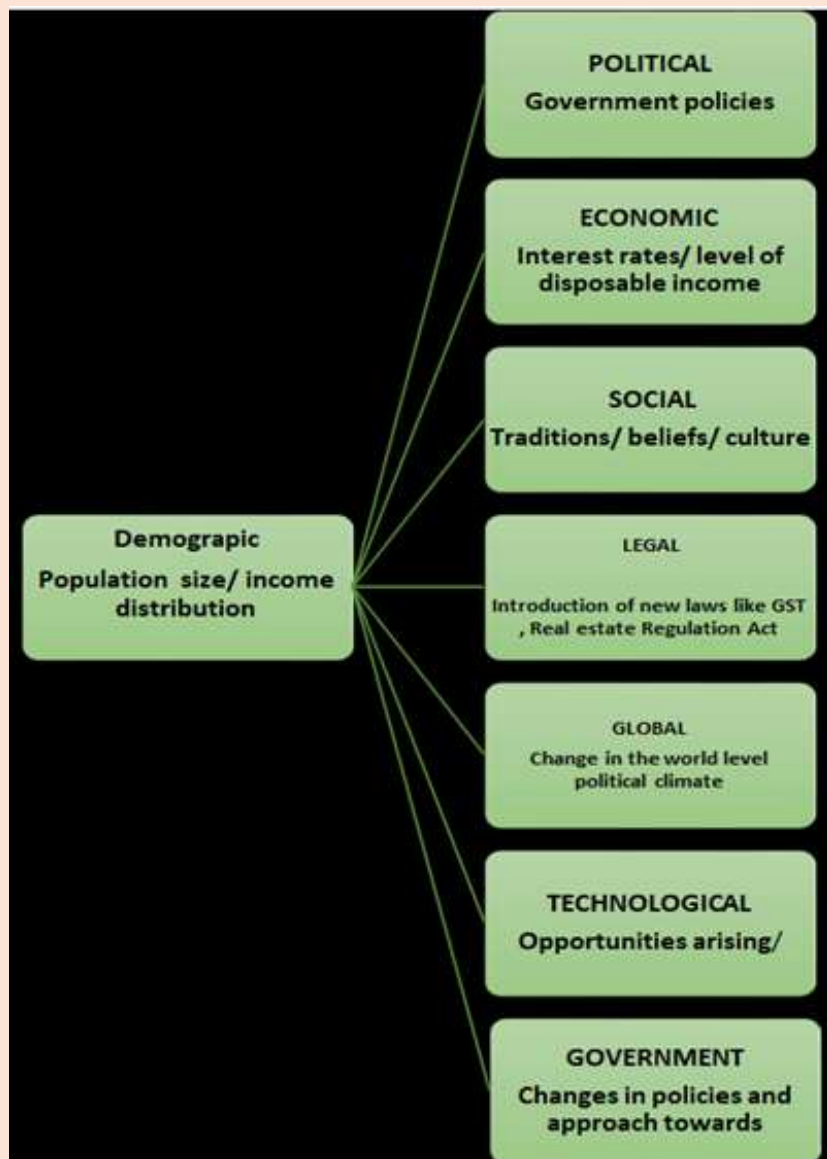 Demograpic
Population size/ income
distribution
POLITICAL
Government policies
ECONOMIC
Interest rates/ level of
disposable income
SOCIAL
Traditions/ beliefs/ culture
LEGAL
Introduction of new laws like GST
, Real estate Regulation Act
GLOBAL
Change in the world level
political climate
TECHNOLOGICAL
Opportunities arising/
GOVERNMENT
Changes in policies and
approach towards